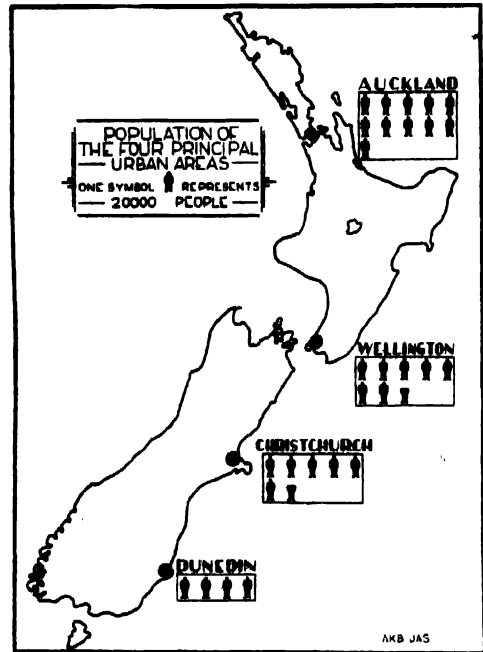 AUCKLAND
POPULATION OF
THE FOUR PRINCIPAL
URBAN AREAS
ONE SYMBOL REPRESENTS
20000 PEOPLE
WELLINGTON
CHRISTCHURCH
DUNEDIN
AKB JAS